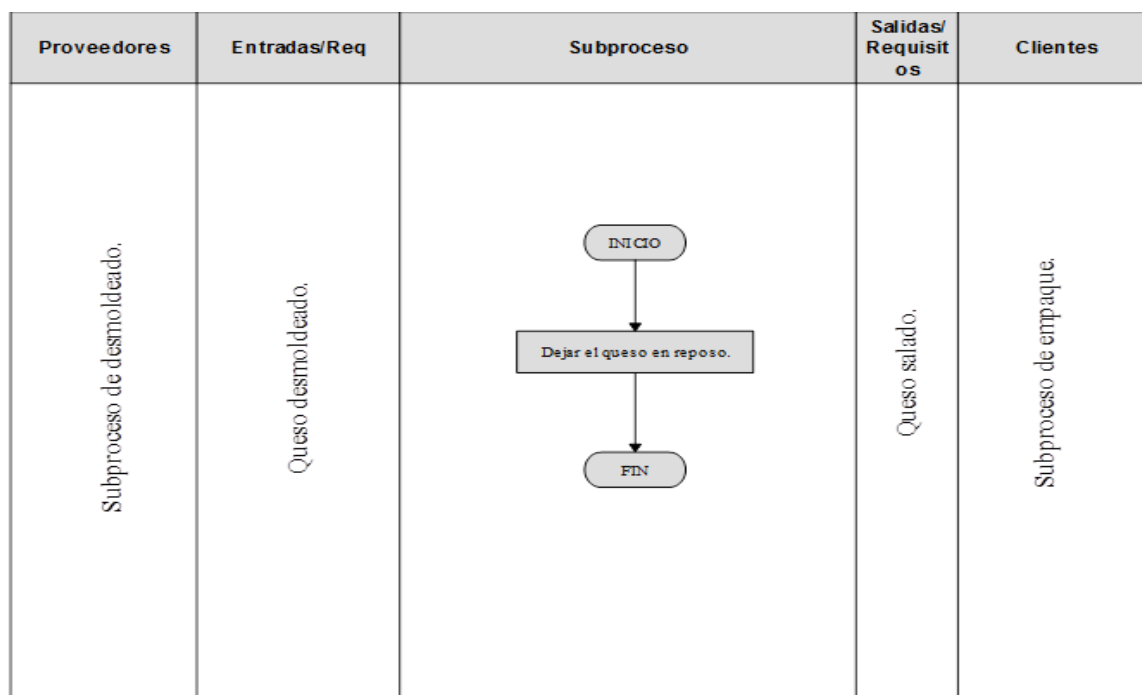 Proveedores
Entradas/Req
Subproceso
Salidas/
Requisit
os
Clientes
Subproceso de desmoldeado.
Queso desmoldeado.
INICIO
Dejar el queso en reposo.
FIN
Queso salado.
Subproceso de empaque.